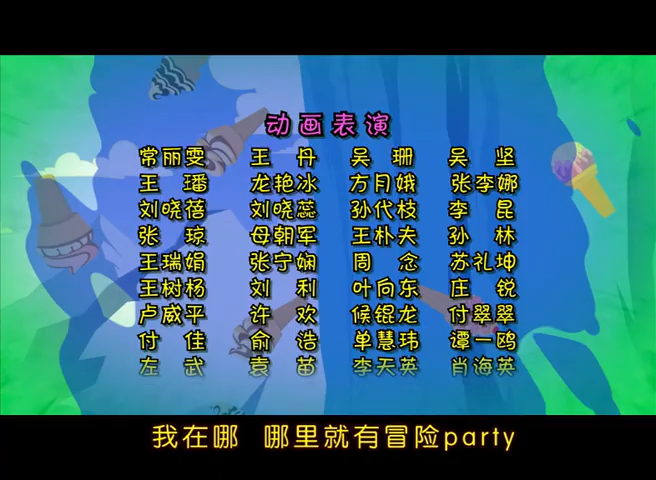 动画表演
常丽雯 王 丹 吴 珊 吴 坚
王 璠 龙艳冰 方月娥 张李娜
刘晓蓓 刘晓蕊 孙代枝 李 昆
张 琼 母朝军 王朴夫 孙 林
王瑞娟 张宁娴 周 念 苏礼坤
王树杨 刘 利 叶向东 庄 锐
卢威平 许 欢 候锟龙 付翠翠
付 佳 俞 浩 单慧玮 谭一鸥
左 武 袁 苗 李天英 肖海英
我在哪 哪里就有冒险party